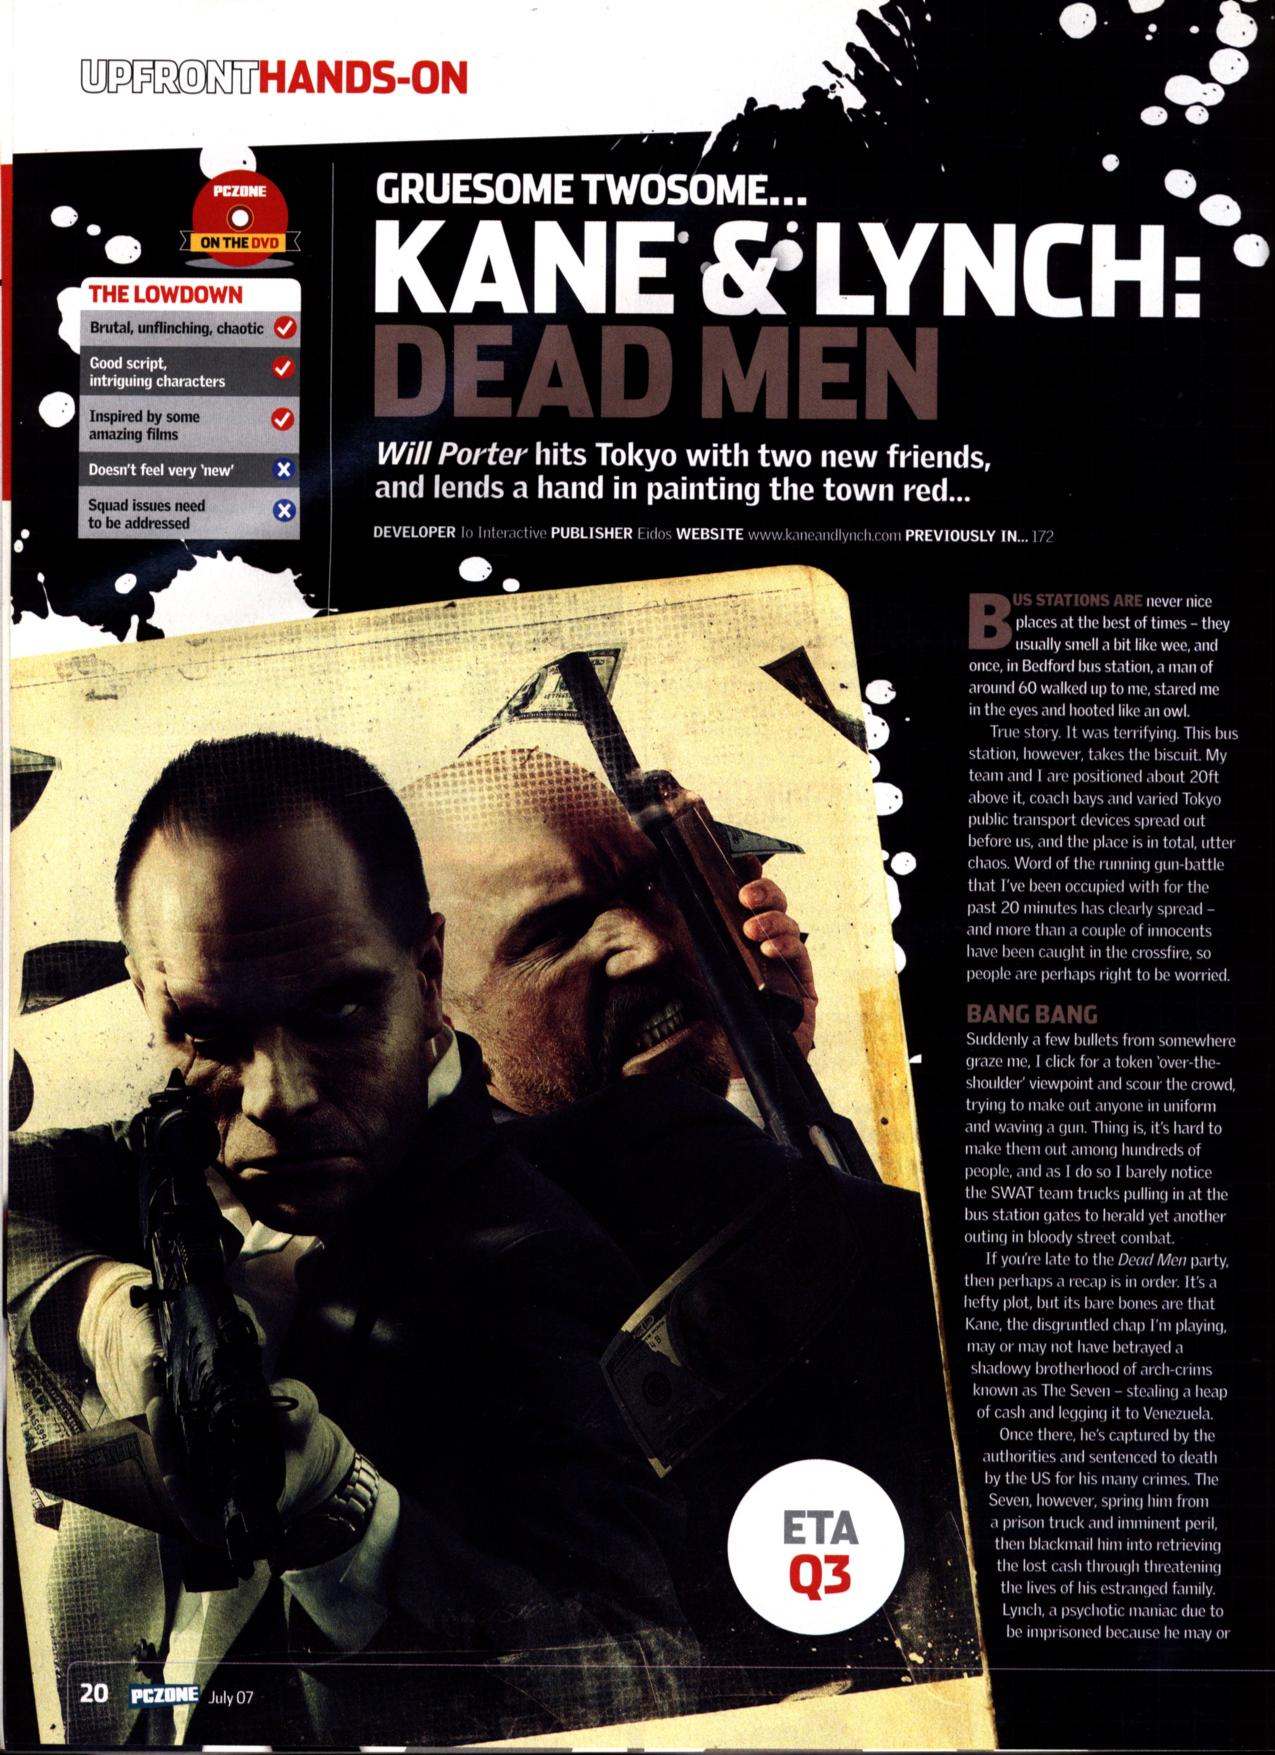 UPFRONTHANDS-ON
PCZONE
ON THE DVD
THE LOWDOWN
Brutal, unflinching, chaotic
Good script,
intriguing characters
Inspired by some
amazing films
Doesn't feel very 'new'
Squad issues need
to be addressed
GRUESOME TWOSOME...
KANE & LYNCH:
DEAD MEN
Will Porter hits Tokyo with two new friends,
and lends a hand in painting the town red...
DEVELOPER Io Interactive PUBLISHER Eidos WEBSITE www.kaneandlynch.com PREVIOUSLY IN... 172
BUS STATIONS ARE never nice
places at the best of times – they
usually smell a bit like wee, and
once, in Bedford bus station, a man of
around 60 walked up to me, stared me
in the eyes and hooted like an owl.
True story. It was terrifying. This bus
station, however, takes the biscuit. My
team and I are positioned about 20ft
above it, coach bays and varied Tokyo
public transport devices spread out
before us, and the place is in total, utter
chaos. Word of the running gun-battle
that I've been occupied with for the
past 20 minutes has clearly spread –
and more than a couple of innocents
have been caught in the crossfire, so
people are perhaps right to be worried.
BANG BANG
Suddenly a few bullets from somewhere
graze me, I click for a token 'over-the-
shoulder' viewpoint and scour the crowd,
trying to make out anyone in uniform
and waving a gun. Thing is, it's hard to
make them out among hundreds of
people, and as I do so I barely notice
the SWAT team trucks pulling in at the
bus station gates to herald yet another
outing in bloody street combat.
If you're late to the Dead Men party,
then perhaps a recap is in order. It's a
hefty plot, but its bare bones are that
Kane, the disgruntled chap I'm playing,
may or may not have betrayed a
shadowy brotherhood of arch-crims
known as The Seven – stealing a heap
of cash and legging it to Venezuela.
Once there, he's captured by the
authorities and sentenced to death
by the US for his many crimes. The
Seven, however, spring him from
a prison truck and imminent peril,
then blackmail him into retrieving
the lost cash through threatening
the lives of his estranged family.
Lynch, a psychotic maniac due to
be imprisoned because he may or
ETA
Q3
20 PCZONE July 07